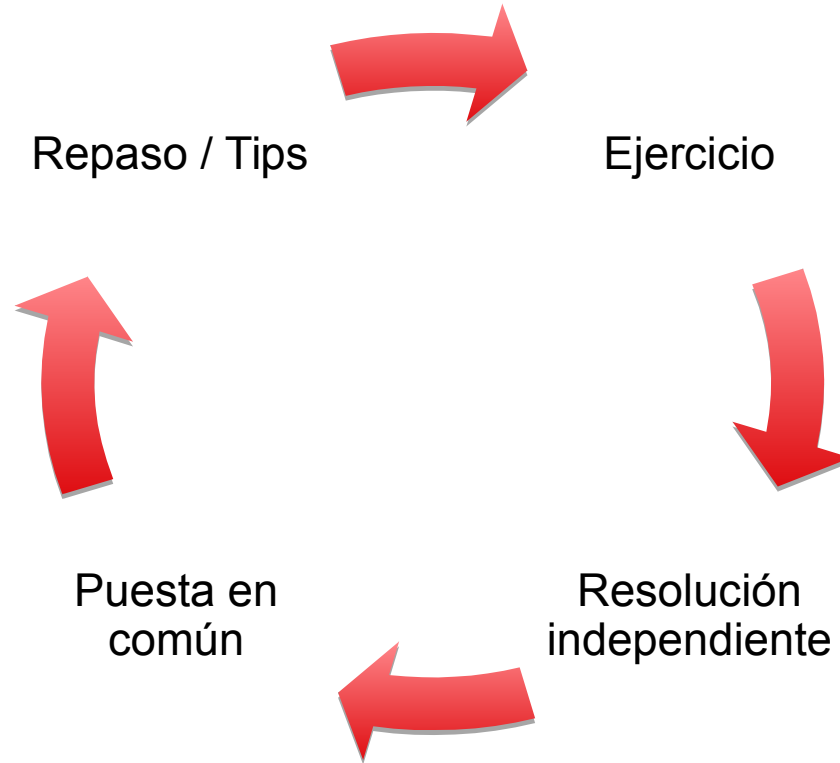 Repaso / Tips
Ejercicio
Resolución
independiente
Puesta en
común